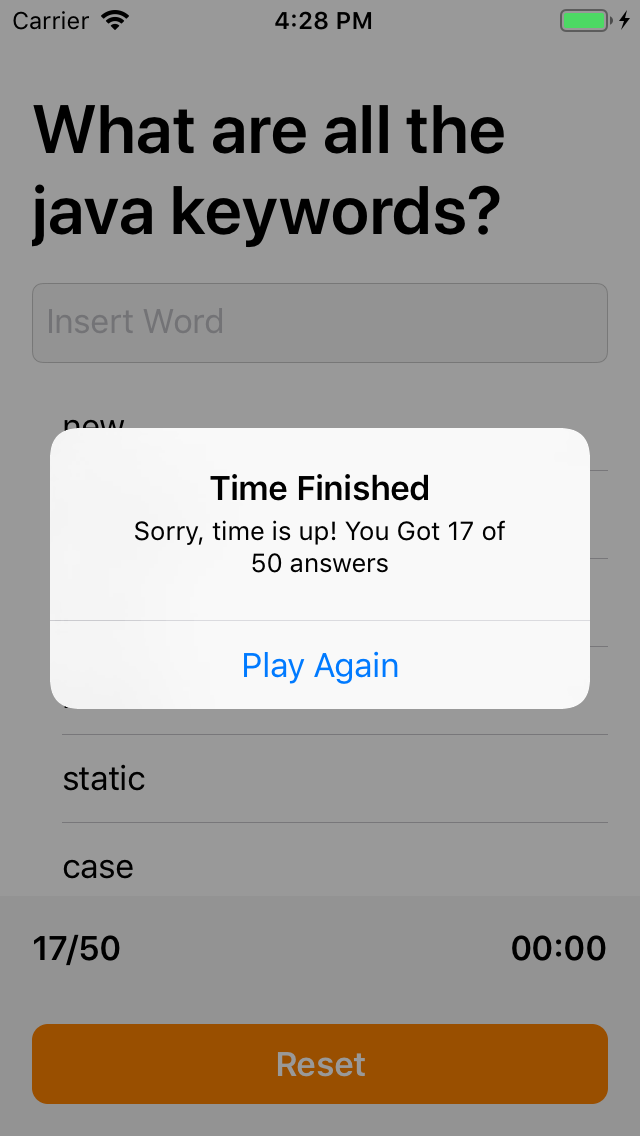 Carrier 4:28 PM
What are all the
java keywords?
Insert Word
new
Time Finished
Sorry, time is up! You Got 17 of
50 answers
Play Again
static
case
17/50 00:00
Reset